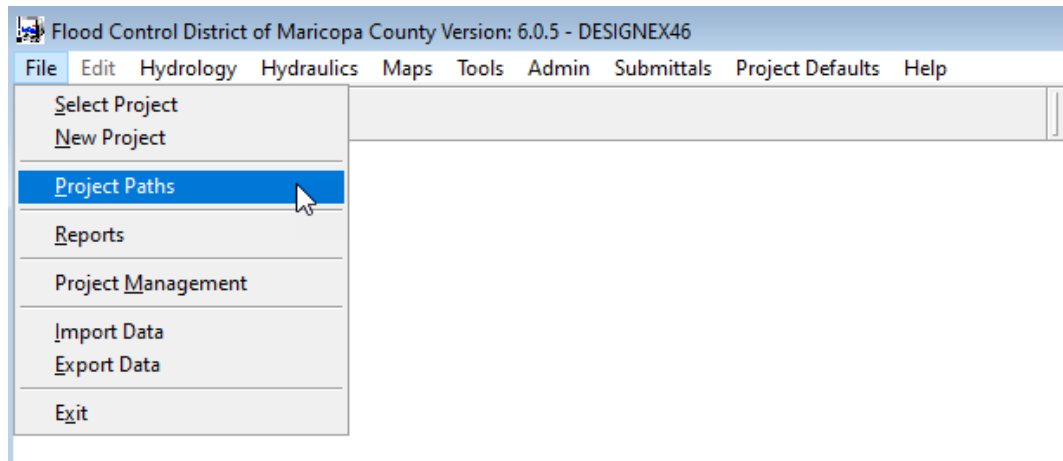 Flood Control District of Maricopa County Version: 6.0.5 - DESIGNEX46
File Edit Hydrology Hydraulics Maps Tools Admin Submittals Project Defaults Help
Select Project
New Project
Project Paths
Reports
Project Management
Import Data
Export Data
Exit